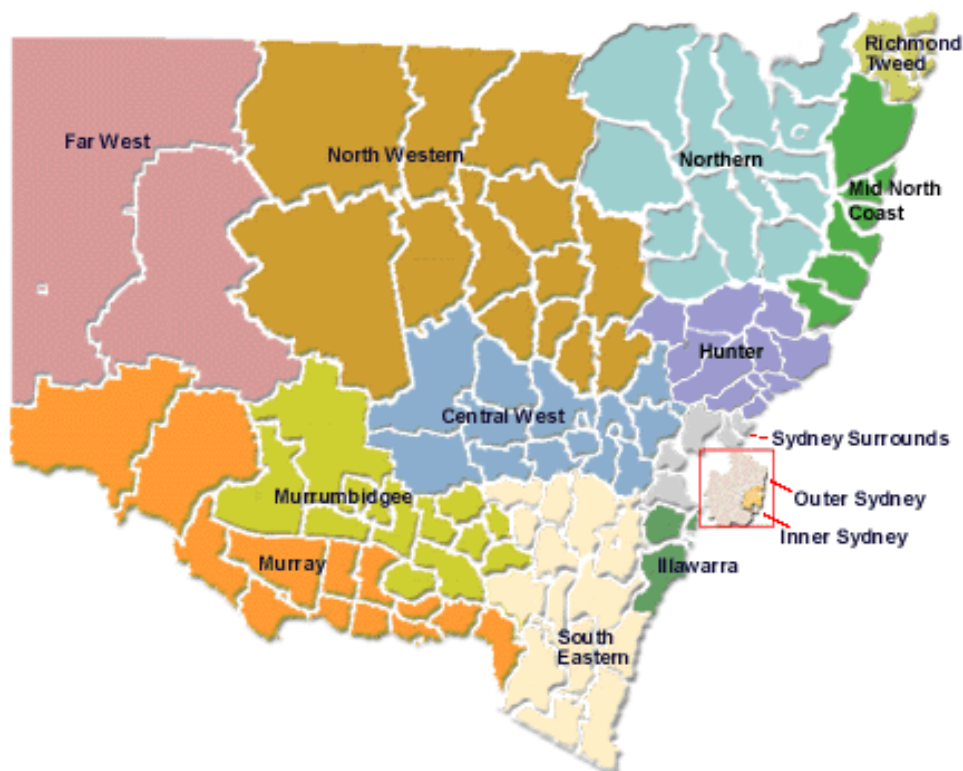 Richmond
Tweed
Far West
North Western
Northern
Mid North
Coast
Hunter
Central West
Sydney Surrounds
Murrumbidgee
Outer Sydney
Inner Sydney
Murray
Illawarra
South
Eastern